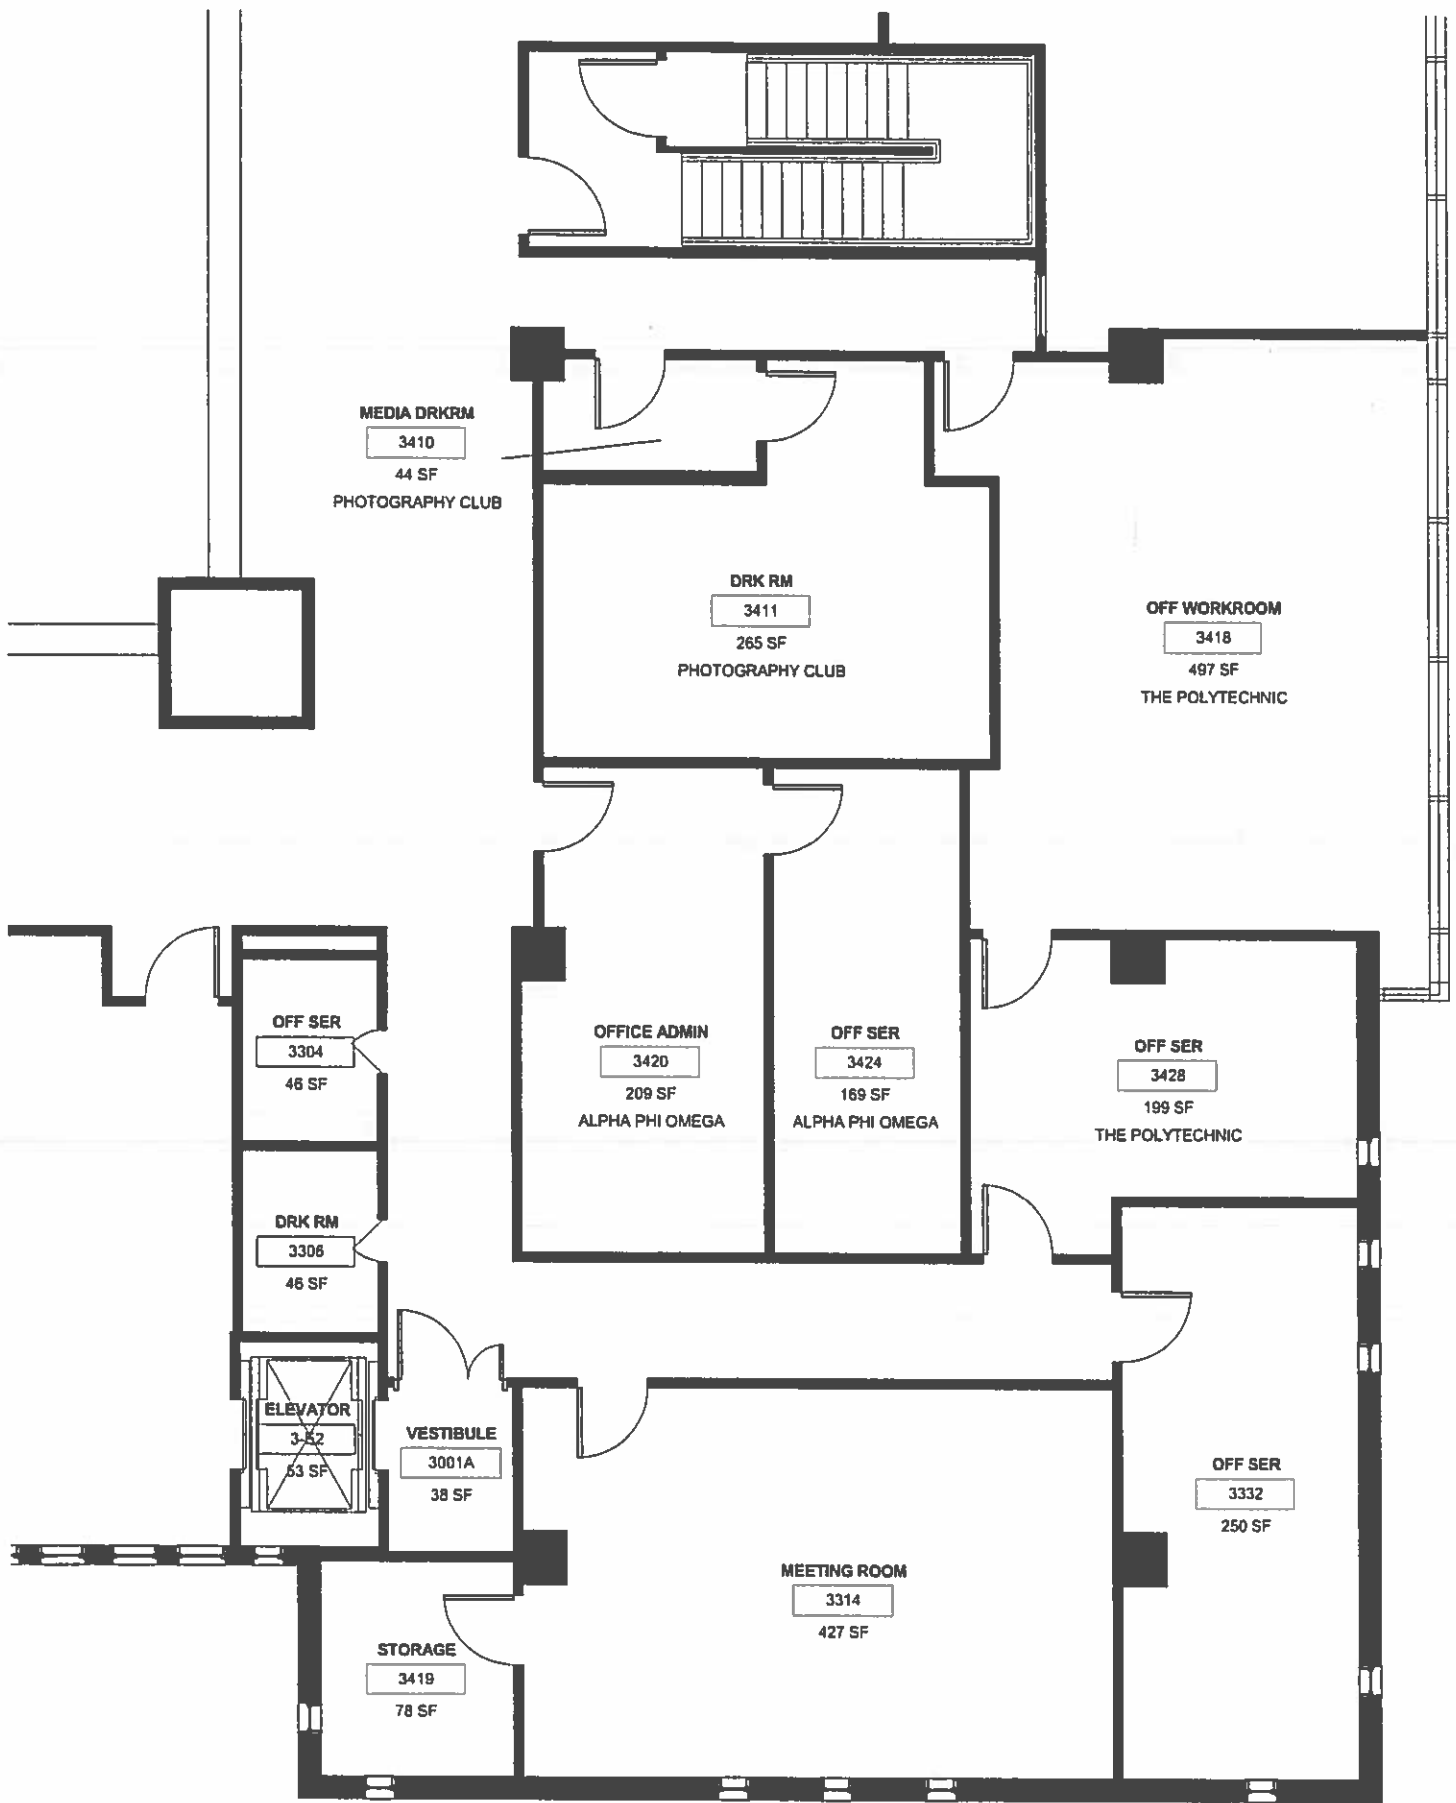 MEDIA DRKRM
3410
44 SF
PHOTOGRAPHY CLUB
DRK RM
3411
265 SF
PHOTOGRAPHY CLUB
OFF WORKROOM
3418
497 SF
THE POLYTECHNIC
OFF SER
3304
46 SF
OFFICE ADMIN
3420
209 SF
ALPHA PHI OMEGA
OFF SER
3424
169 SF
ALPHA PHI OMEGA
OFF SER
3428
199 SF
THE POLYTECHNIC
DRK RM
3306
46 SF
ELEVATOR
3-52
53 SF
VESTIBULE
3001A
38 SF
OFF SER
3332
250 SF
MEETING ROOM
3314
427 SF
STORAGE
3419
78 SF